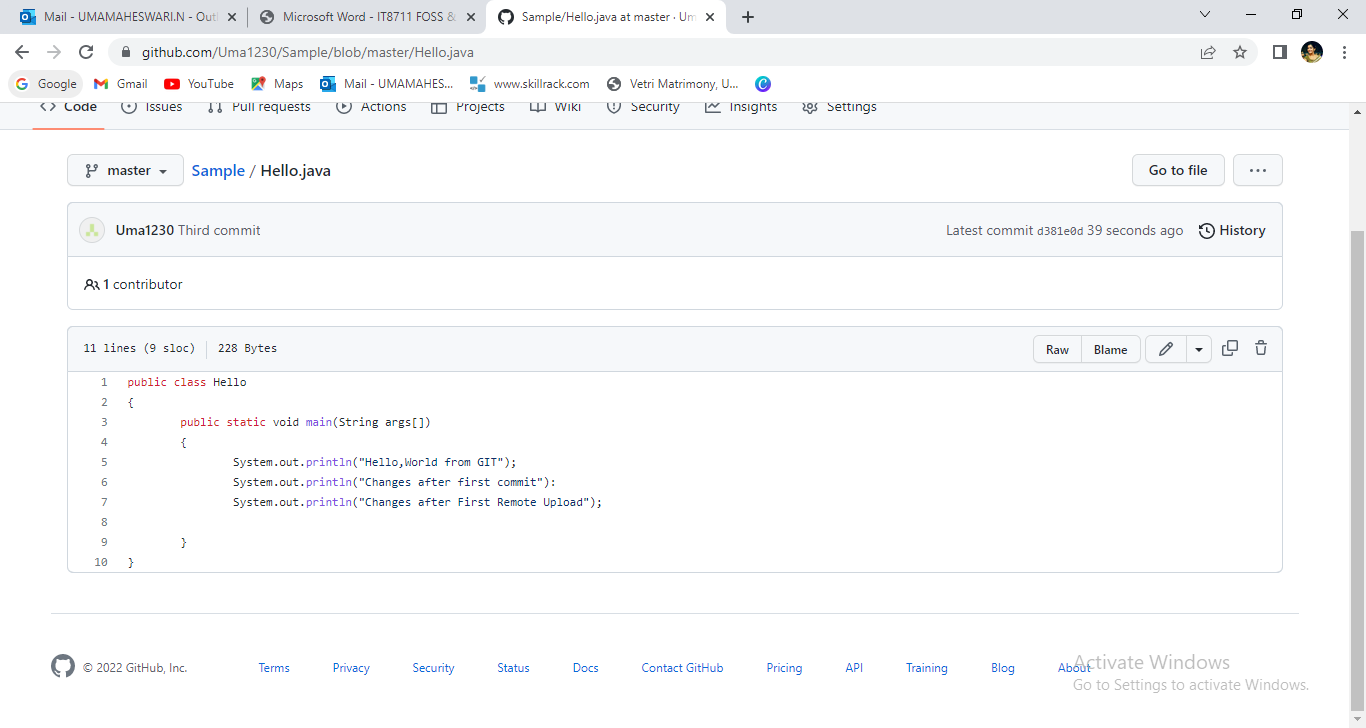 Mail - UMAMAHESWARI.N - Out
Microsoft Word - IT8711 FOSS &
Sample/Hello.java at master · Um
github.com/Uma1230/Sample/blob/master/Hello.java
Google
Gmail
YouTube
Maps
Mail - UMAMAHES...
www.skillrack.com
Vetri Matrimony, U...
Code
Issues
Pull requests
Actions
Projects
Wiki
Security
Insights
Settings
master
Sample / Hello.java
Go to file
...
Uma1230 Third commit
Latest commit d381e0d 39 seconds ago
History
1 contributor
11 lines (9 sloc)
228 Bytes
Raw
Blame
1 public class Hello
2 {
3 public static void main(String args[])
4 {
5 System.out.println("Hello,World from GIT");
6 System.out.println("Changes after first commit"):
7 System.out.println("Changes after First Remote Upload");
8
9 }
10 }
© 2022 GitHub, Inc.
Terms
Privacy
Security
Status
Docs
Contact GitHub
Pricing
API
Training
Blog
About
Activate Windows
Go to Settings to activate Windows.